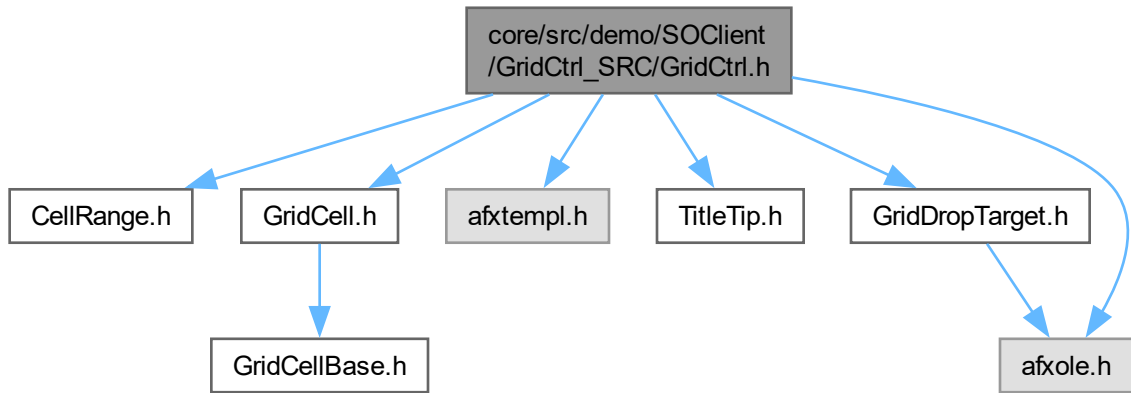 core/src/demo/SOClient
/GridCtrl_SRC/GridCtrl.h
CellRange.h
GridCell.h
afxtempl.h
TitleTip.h
GridDropTarget.h
GridCellBase.h
afxole.h